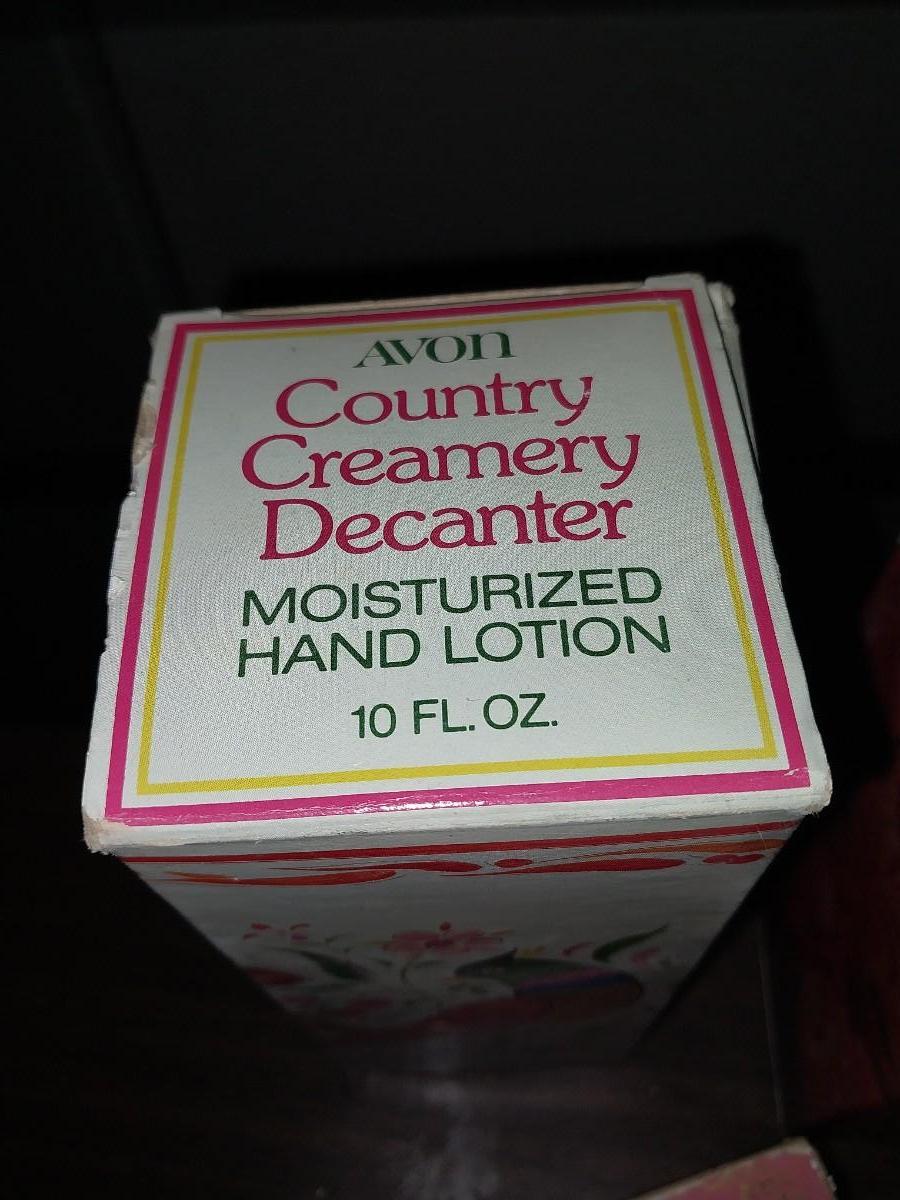 AVON
Country
Creamery
Decanter
MOISTURIZED
HAND LOTION
10 FL. OZ.